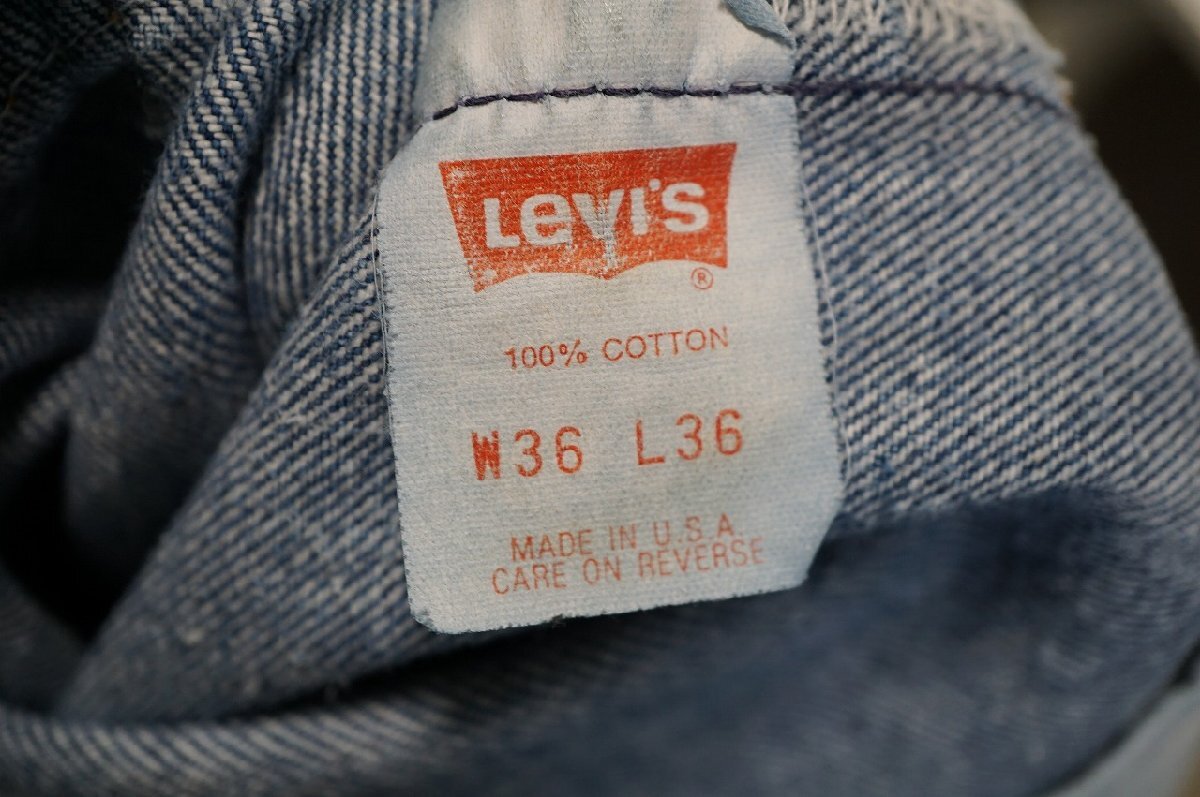 Levi's
®
100% COTTON
W36 L36
MADE IN U.S.A
CARE ON REVERSE